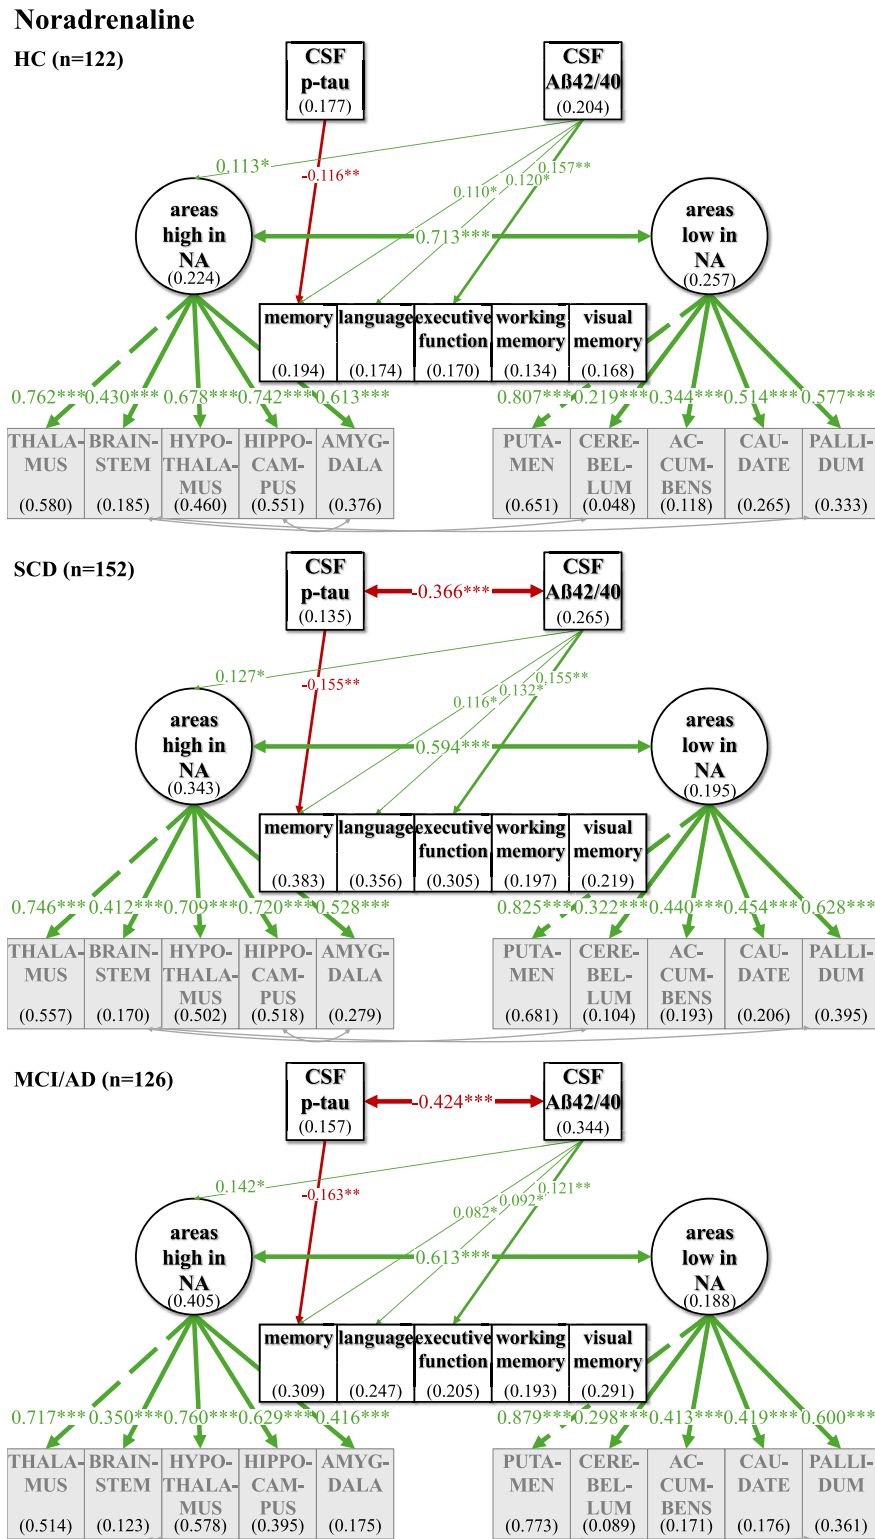 Noradrenaline
HC (n=122)
CSF
p-tau
(0.177)
CSF
Aß42/40
(0.204)
0.113*
-0.116**
0.110*
0.120*
0.157**
areas
high in
NA
(0.224)
0.713***
areas
low in
NA
(0.257)
memory
(0.194)
language
(0.174)
executive
function
(0.170)
working
memory
(0.134)
visual
memory
(0.168)
0.762*** 0.430*** 0.678*** 0.742*** 0.613***
0.807*** 0.219*** 0.344*** 0.514*** 0.577***
THALA-
MUS
(0.580)
BRAIN-
STEM
(0.185)
HYPO-
THALA-
MUS
(0.460)
HIPPO-
CAM-
PUS
(0.551)
AMYG-
DALA
(0.376)
PUTA-
MEN
(0.651)
CERE-
BEL-
LUM
(0.048)
AC-
CUM-
BENS
(0.118)
CAU-
DATE
(0.265)
PALLI-
DUM
(0.333)
SCD (n=152)
CSF
p-tau
(0.135)
-0.366***
CSF
Aß42/40
(0.265)
0.127*
-0.155**
0.116*
0.132*
0.155**
areas
high in
NA
(0.343)
0.594***
areas
low in
NA
(0.195)
memory
(0.383)
language
(0.356)
executive
function
(0.305)
working
memory
(0.197)
visual
memory
(0.219)
0.746*** 0.412*** 0.709*** 0.720*** 0.528***
0.825*** 0.322*** 0.440*** 0.454*** 0.628***
THALA-
MUS
(0.557)
BRAIN-
STEM
(0.170)
HYPO-
THALA-
MUS
(0.502)
HIPPO-
CAM-
PUS
(0.518)
AMYG-
DALA
(0.279)
PUTA-
MEN
(0.681)
CERE-
BEL-
LUM
(0.104)
AC-
CUM-
BENS
(0.193)
CAU-
DATE
(0.206)
PALLI-
DUM
(0.395)
MCI/AD (n=126)
CSF
p-tau
(0.157)
-0.424***
CSF
Aß42/40
(0.344)
0.142*
-0.163**
0.082*
0.092*
0.121**
areas
high in
NA
(0.405)
0.613***
areas
low in
NA
(0.188)
memory
(0.309)
language
(0.247)
executive
function
(0.205)
working
memory
(0.193)
visual
memory
(0.291)
0.717*** 0.350*** 0.760*** 0.629*** 0.416***
0.879*** 0.298*** 0.413*** 0.419*** 0.600***
THALA-
MUS
(0.514)
BRAIN-
STEM
(0.123)
HYPO-
THALA-
MUS
(0.578)
HIPPO-
CAM-
PUS
(0.395)
AMYG-
DALA
(0.175)
PUTA-
MEN
(0.773)
CERE-
BEL-
LUM
(0.089)
AC-
CUM-
BENS
(0.171)
CAU-
DATE
(0.176)
PALLI-
DUM
(0.361)